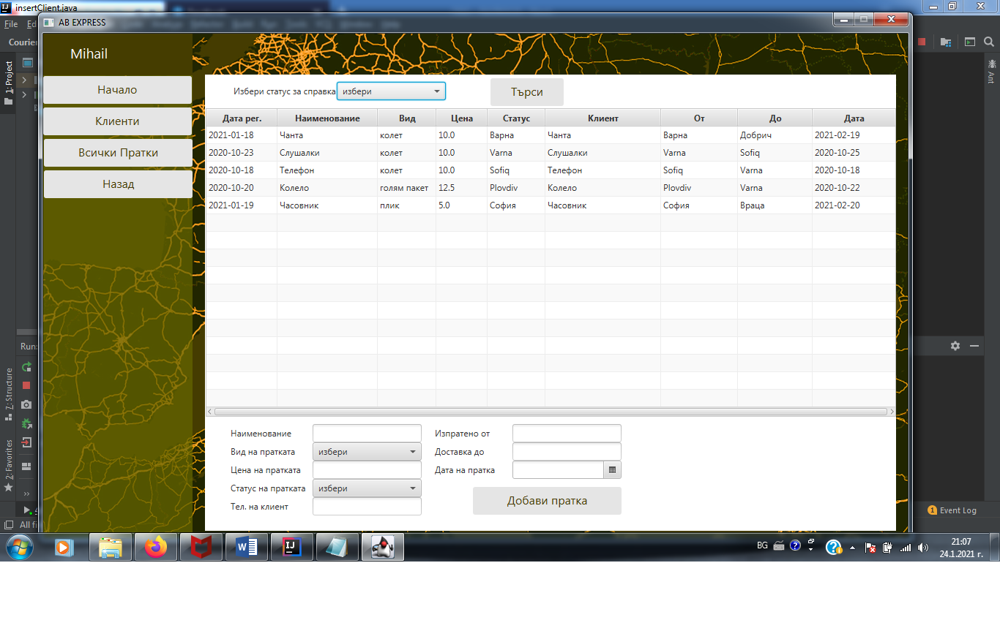 insertClient.java
File Ed
Courier
AB EXPRESS
1: Project
Ant
Mihail
Начало
Клиенти
Всички Пратки
Назад
Избери статус за справка избери Търси
Дата рег. Наименование Вид Цена Статус Клиент От До Дата
2021-01-18 Чанта колет 10.0 Варна Чанта Варна Добрич 2021-02-19
2020-10-23 Слушалки колет 10.0 Varna Слушалки Varna Sofiq 2020-10-25
2020-10-18 Телефон колет 10.0 Sofiq Телефон Sofiq Varna 2020-10-18
2020-10-20 Колело голям пакет 12.5 Plovdiv Колело Plovdiv Varna 2020-10-22
2021-01-19 Часовник плик 5.0 София Часовник София Враца 2021-02-20
Наименование Изпратено от
Вид на пратката избери Доставка до
Цена на пратката Дата на пратка
Статус на пратката избери
Тел. на клиент
Добави пратка
Run:
7: Structure
2: Favorites
All fi
1 Event Log
BG
21:07
24.1.2021 г.